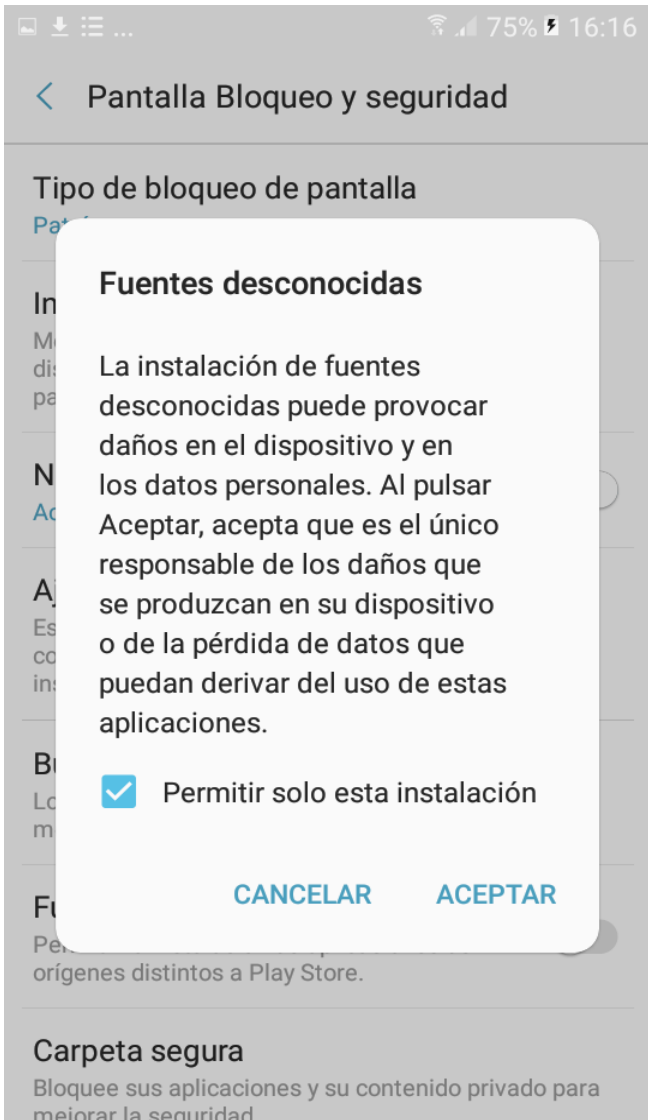 ... 75% 16:16
Pantalla Bloqueo y seguridad
Tipo de bloqueo de pantalla
Fuentes desconocidas
La instalación de fuentes
desconocidas puede provocar
daños en el dispositivo y en
los datos personales. Al pulsar
Aceptar, acepta que es el único
responsable de los daños que
se produzcan en su dispositivo
o de la pérdida de datos que
puedan derivar del uso de estas
aplicaciones.
Permitir solo esta instalación
CANCELAR ACEPTAR
orígenes distintos a Play Store.
Carpeta segura
Bloquee sus aplicaciones y su contenido privado para
mejorar la seguridad